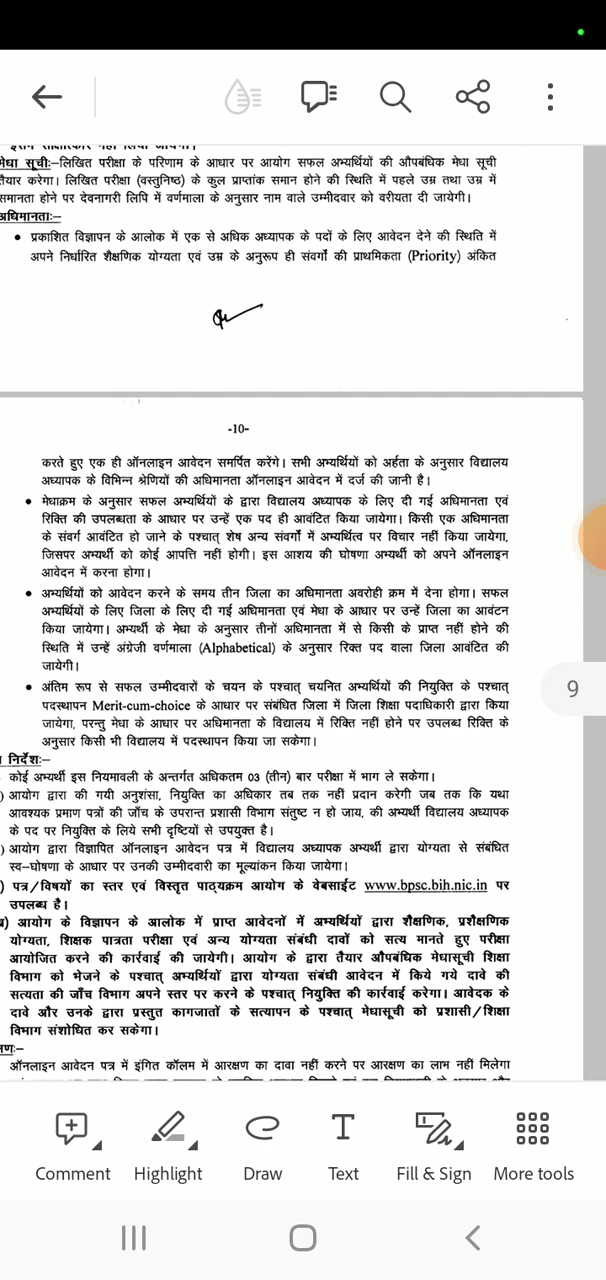 मेधा सूची:–लिखित परीक्षा के परिणाम के आधार पर आयोग सफल अभ्यर्थियों की औपबंधिक मेधा सूची
तैयार करेगा। लिखित परीक्षा (वस्तुनिष्ठ) के कुल प्राप्तांक समान होने की स्थिति में पहले उम्र तथा उम्र में
समानता होने पर देवनागरी लिपि में वर्णमाला के अनुसार नाम वाले उम्मीदवार को वरीयता दी जायेगी।
अधिमानता:–
• प्रकाशित विज्ञापन के आलोक में एक से अधिक अध्यापक के पदों के लिए आवेदन देने की स्थिति में
अपने निर्धारित शैक्षणिक योग्यता एवं उम्र के अनुरूप ही संवर्गों की प्राथमिकता (Priority) अंकित
-10-
करते हुए एक ही ऑनलाइन आवेदन समर्पित करेंगे। सभी अभ्यर्थियों को अर्हता के अनुसार विद्यालय
अध्यापक के विभिन्न श्रेणियों की अधिमानता ऑनलाइन आवेदन में दर्ज की जानी है।
• मेधाक्रम के अनुसार सफल अभ्यर्थियों के द्वारा विद्यालय अध्यापक के लिए दी गई अधिमानता एवं
रिक्ति की उपलब्धता के आधार पर उन्हें एक पद ही आवंटित किया जायेगा। किसी एक अधिमानता
के संवर्ग आवंटित हो जाने के पश्चात् शेष अन्य संवर्गों में अभ्यर्थित्व पर विचार नहीं किया जायेगा,
जिसपर अभ्यर्थी को कोई आपत्ति नहीं होगी। इस आशय की घोषणा अभ्यर्थी को अपने ऑनलाइन
आवेदन में करना होगा।
• अभ्यर्थियों को आवेदन करने के समय तीन जिला का अधिमानता अवरोही क्रम में देना होगा। सफल
अभ्यर्थियों के लिए जिला के लिए दी गई अधिमानता एवं मेधा के आधार पर उन्हें जिला का आवंटन
किया जायेगा। अभ्यर्थी के मेधा के अनुसार तीनों अधिमानता में से किसी के प्राप्त नहीं होने की
स्थिति में उन्हें अंग्रेजी वर्णमाला (Alphabetical) के अनुसार रिक्त पद वाला जिला आवंटित की
जायेगी।
• अंतिम रूप से सफल उम्मीदवारों के चयन के पश्चात् चयनित अभ्यर्थियों की नियुक्ति के पश्चात्
पदस्थापन Merit-cum-choice के आधार पर संबंधित जिला में जिला शिक्षा पदाधिकारी द्वारा किया
जायेगा, परन्तु मेधा के आधार पर अधिमानता के विद्यालय में रिक्ति नहीं होने पर उपलब्ध रिक्ति के
अनुसार किसी भी विद्यालय में पदस्थापन किया जा सकेगा।
9
निर्देश:–
कोई अभ्यर्थी इस नियमावली के अन्तर्गत अधिकतम 03 (तीन) बार परीक्षा में भाग ले सकेगा।
) आयोग द्वारा की गयी अनुशंसा, नियुक्ति का अधिकार तब तक नहीं प्रदान करेगी जब तक कि यथा
आवश्यक प्रमाण पत्रों की जाँच के उपरान्त प्रशासी विभाग संतुष्ट न हो जाय, की अभ्यर्थी विद्यालय अध्यापक
के पद पर नियुक्ति के लिये सभी दृष्टियों से उपयुक्त है।
) आयोग द्वारा विज्ञापित ऑनलाइन आवेदन पत्र में विद्यालय अध्यापक अभ्यर्थी द्वारा योग्यता से संबंधित
स्व-घोषणा के आधार पर उनकी उम्मीदवारी का मूल्यांकन किया जायेगा।
) पत्र/विषयों का स्तर एवं विस्तृत पाठ्यक्रम आयोग के वेबसाईट www.bpsc.bih.nic.in पर
उपलब्ध है।
) आयोग के विज्ञापन के आलोक में प्राप्त आवेदनों में अभ्यर्थियों द्वारा शैक्षणिक, प्रशैक्षणिक
योग्यता, शिक्षक पात्रता परीक्षा एवं अन्य योग्यता संबंधी दावों को सत्य मानते हुए परीक्षा
आयोजित करने की कार्रवाई की जायेगी। आयोग के द्वारा तैयार औपबंधिक मेधासूची शिक्षा
विभाग को भेजने के पश्चात् अभ्यर्थियों द्वारा योग्यता संबंधी आवेदन में किये गये दावे की
सत्यता की जाँच विभाग अपने स्तर पर करने के पश्चात् नियुक्ति की कार्रवाई करेगा। आवेदक के
दावे और उनके द्वारा प्रस्तुत कागजातों के सत्यापन के पश्चात् मेधासूची को प्रशासी/शिक्षा
विभाग संशोधित कर सकेगा।
ऑनलाइन आवेदन पत्र में इंगित कॉलम में आरक्षण का दावा नहीं करने पर आरक्षण का लाभ नहीं मिलेगा
Comment Highlight Draw Text Fill & Sign More tools